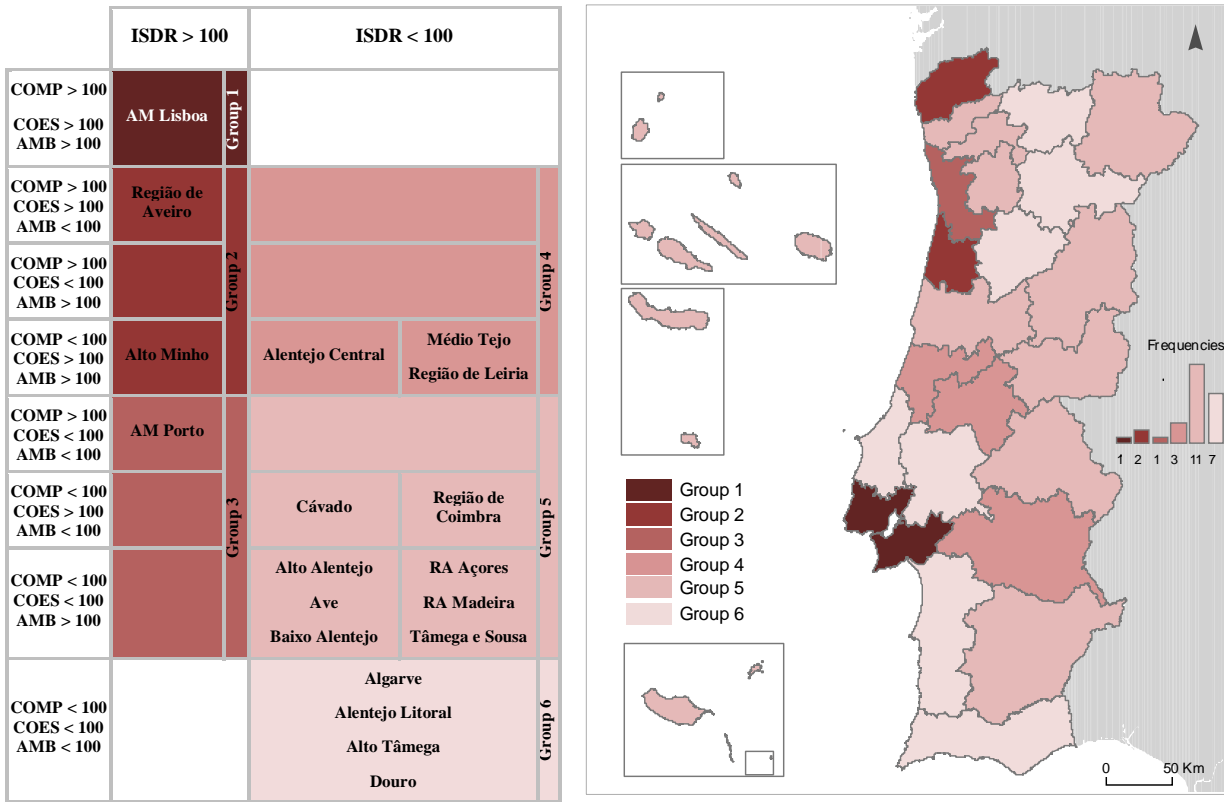 ISDR > 100
ISDR < 100
COMP > 100
COES > 100
AMB > 100
AM Lisboa
Group 1
COMP > 100
COES > 100
AMB < 100
Região de
Aveiro
COMP > 100
COES < 100
AMB > 100
Group 2
Group 4
COMP < 100
COES > 100
AMB > 100
Alto Minho
Alentejo Central
Médio Tejo
Região de Leiria
COMP > 100
COES < 100
AMB < 100
AM Porto
COMP < 100
COES > 100
AMB < 100
Group 3
Cávado
Região de
Coimbra
Group 5
COMP < 100
COES < 100
AMB > 100
Alto Alentejo
Ave
Baixo Alentejo
RA Açores
RA Madeira
Tâmega e Sousa
COMP < 100
COES < 100
AMB < 100
Algarve
Alentejo Litoral
Alto Tâmega
Douro
Group 6
Frequencies
1 2 1 3 11 7
Group 1
Group 2
Group 3
Group 4
Group 5
Group 6
0 50 Km